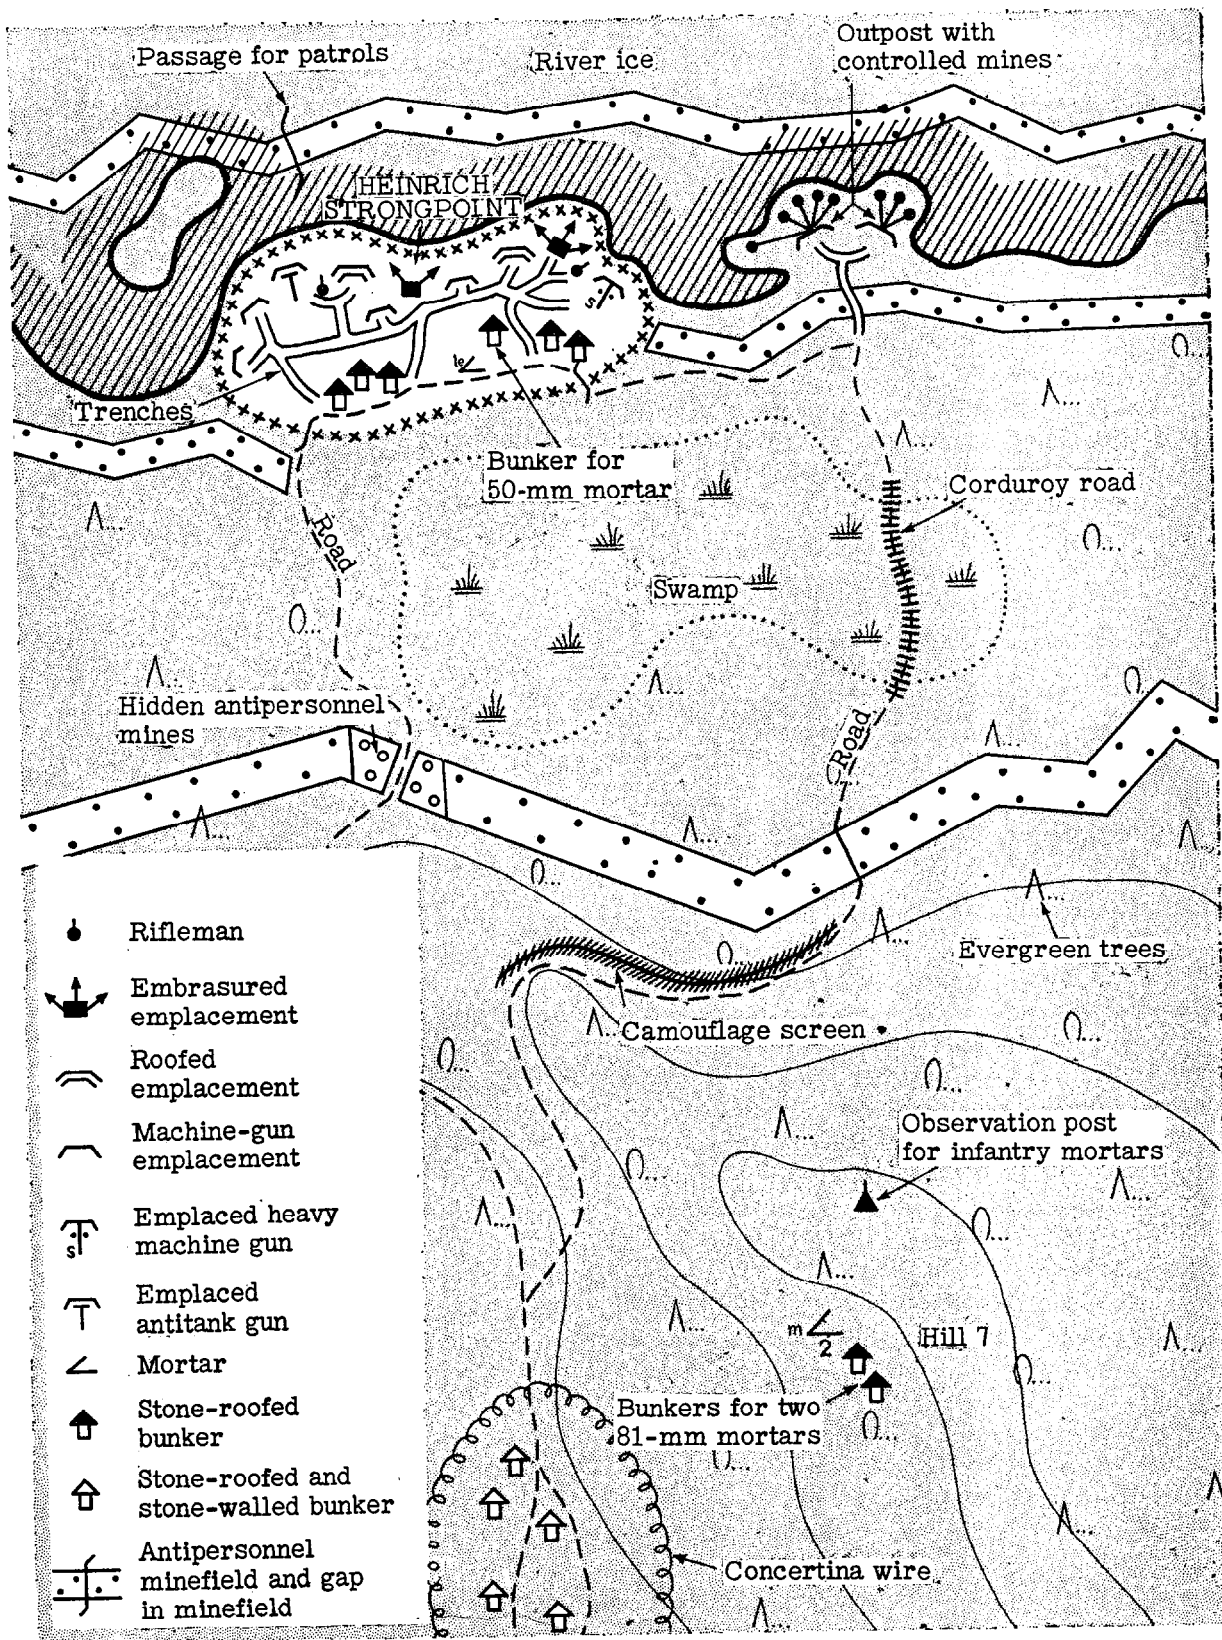 Passage for patrols
River ice
Outpost with
controlled mines
HEINRICH
STRONGPOINT
s
le
Trenches
Bunker for
50-mm mortar
Corduroy road
Road
Swamp
Hidden antipersonnel
mines
Road
Evergreen trees
Camouflage screen
Observation post
for infantry mortars
m
2
Hill 7
Bunkers for two
81-mm mortars
Concertina wire
Rifleman
Embrasured
emplacement
Roofed
emplacement
Machine-gun
emplacement
s
Emplaced heavy
machine gun
Emplaced
antitank gun
Mortar
Stone-roofed
bunker
Stone-roofed and
stone-walled bunker
Antipersonnel
minefield and gap
in minefield